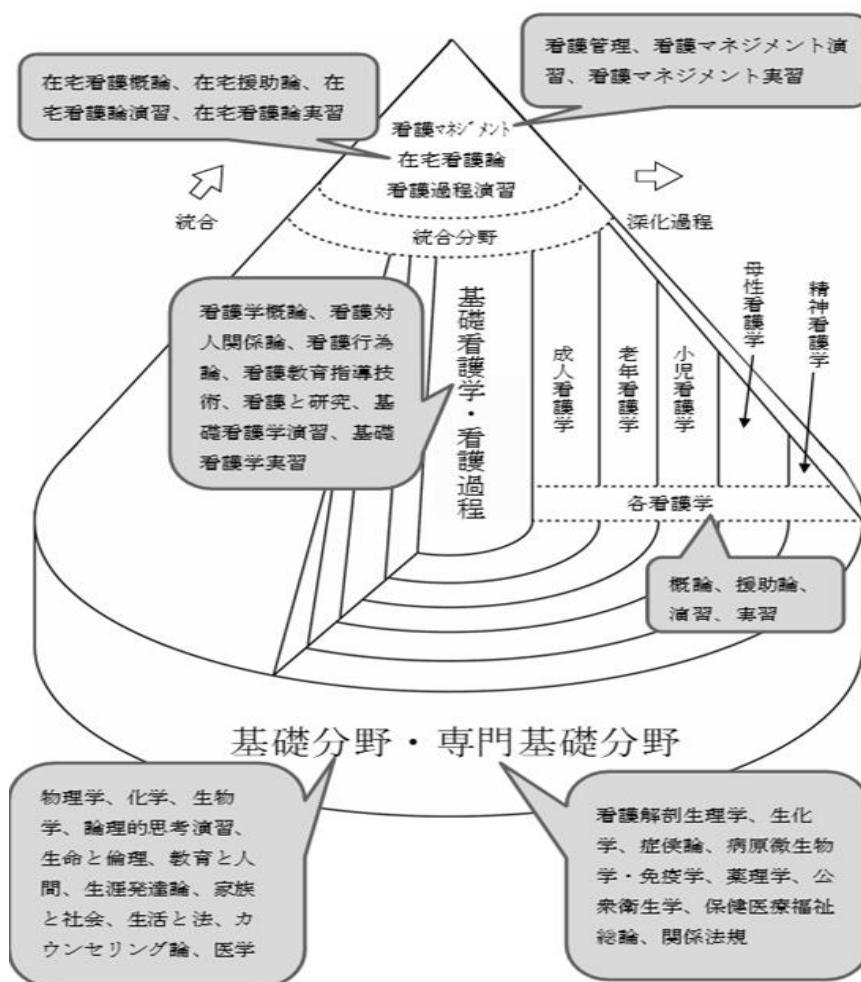 在宅看護概論、在宅援助論、在
宅看護論演習、在宅看護論実習
看護管理、看護マネジメント演
習、看護マネジメント実習
看護マネジメント
在宅看護論
看護過程演習
統合
統合分野
深化過程
看護学概論、看護対
人関係論、看護行為
論、看護教育指導技
術、看護と研究、基
礎看護学演習、基礎
看護学実習
基礎看護学・看護過程
成人看護学
老年看護学
小児看護学
母性看護学
精神看護学
各看護学
概論、援助論、
演習、実習
基礎分野・専門基礎分野
物理学、化学、生物
学、論理的思考演習、
生命と倫理、教育と人
間、生涯発達論、家族
と社会、生活と法、カ
ウンセリング論、医学
看護解剖生理学、生化
学、症候論、病原微生物
学・免疫学、薬理学、公
衆衛生学、保健医療福祉
総論、関係法規